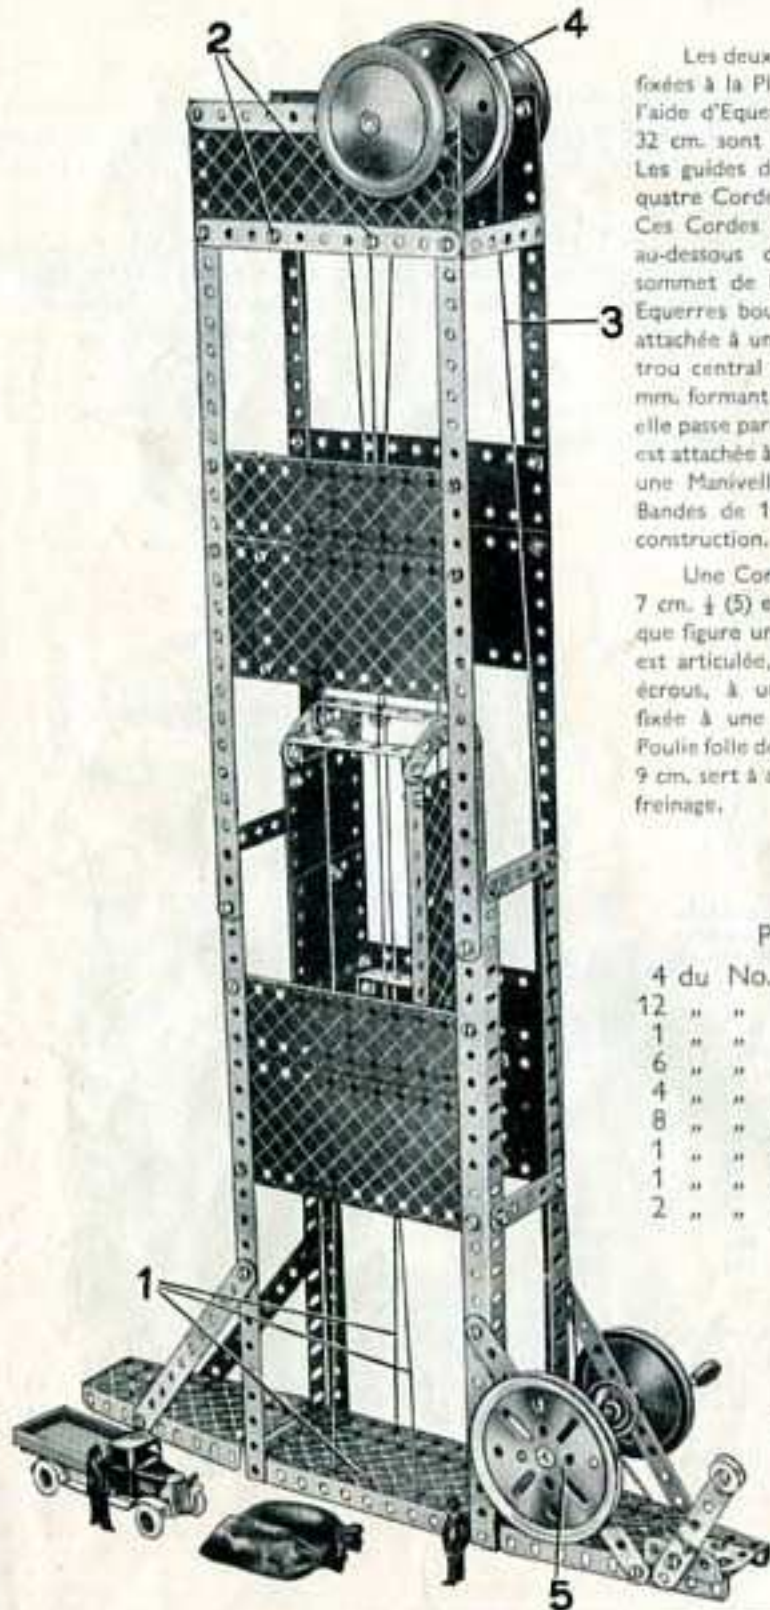 2
4
3
1
5
Les deux
fixées à la Pl
l'aide d'Equer
32 cm. sont
Les guides d
quatre Corde
Ces Cordes
au-dessous d
sommet de
Equerres bou
attachée à un
trou central
mm. formant
elle passe par
est attachée à
une Manivell
Bandes de 1
construction.
Une Cor
7 cm. ½ (5) e
que figure un
est articulée,
écrous, à u
fixée à une
Poulie folle de
9 cm. sert à a
freinage.
P
4 du No.
12 „ „
1 „ „
6 „ „
4 „ „
8 „ „
1 „ „
1 „ „
2 „ „